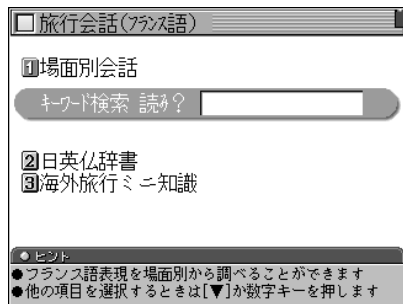 旅行会話(フランス語)
1場面別会話
キーワード検索 読み?
2日英仏辞書
3海外旅行ミニ知識
●ヒント
●フランス語表現を場面別から調べることができます
●他の項目を選択するときは[▼]か数字キーを押します